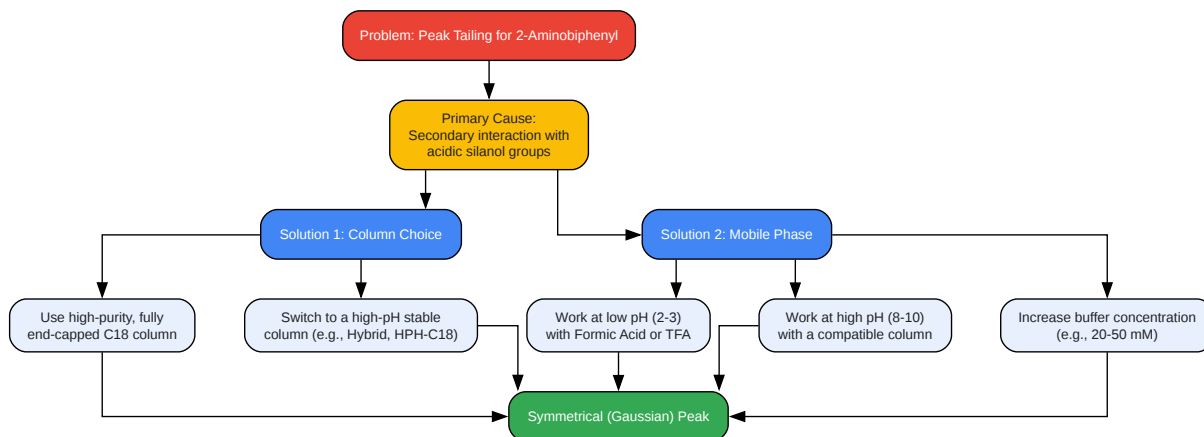 Problem: Peak Tailing for 2-Aminobiphenyl
Primary Cause:
Secondary interaction with
acidic silanol groups
Solution 1: Column Choice
Solution 2: Mobile Phase
Use high-purity, fully
end-capped C18 column
Switch to a high-pH stable
column (e.g., Hybrid, HPH-C18)
Work at low pH (2-3)
with Formic Acid or TFA
Work at high pH (8-10)
with a compatible column
Increase buffer concentration
(e.g., 20-50 mM)
Symmetrical (Gaussian) Peak